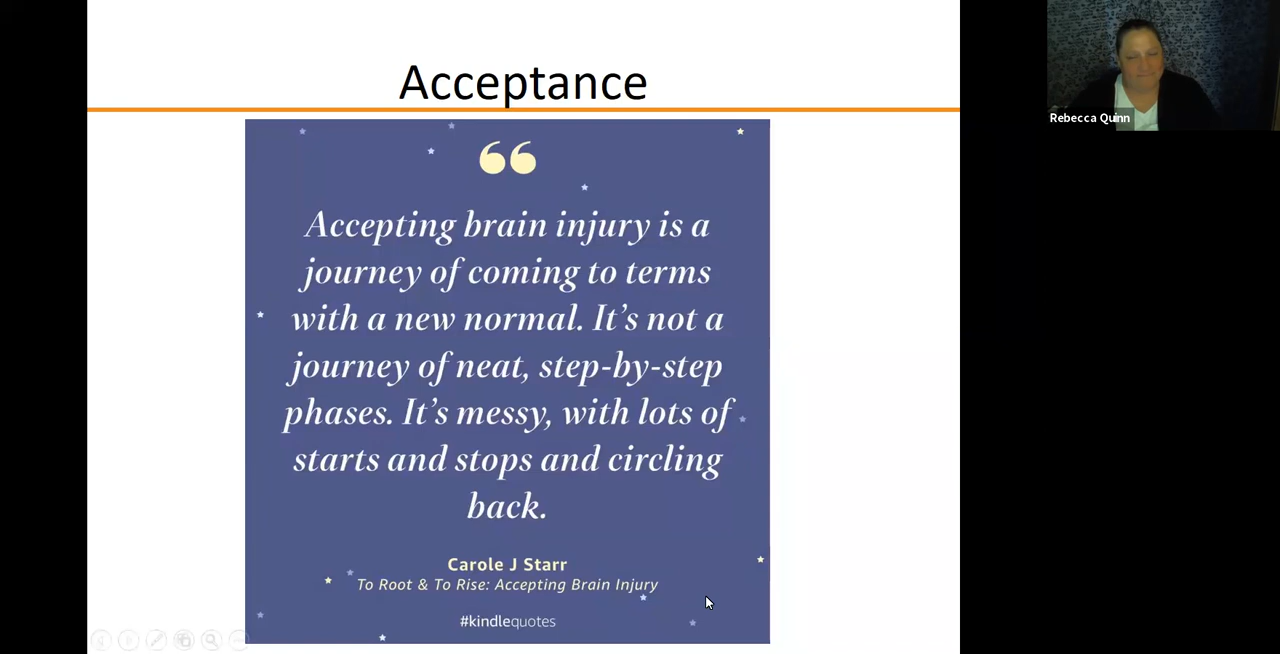 Acceptance
Rebecca Quinn
“
Accepting brain injury is a
journey of coming to terms
with a new normal. It’s not a
journey of neat, step-by-step
phases. It’s messy, with lots of
starts and stops and circling
back.
Carole J Starr
To Root & To Rise: Accepting Brain Injury
#kindlequotes